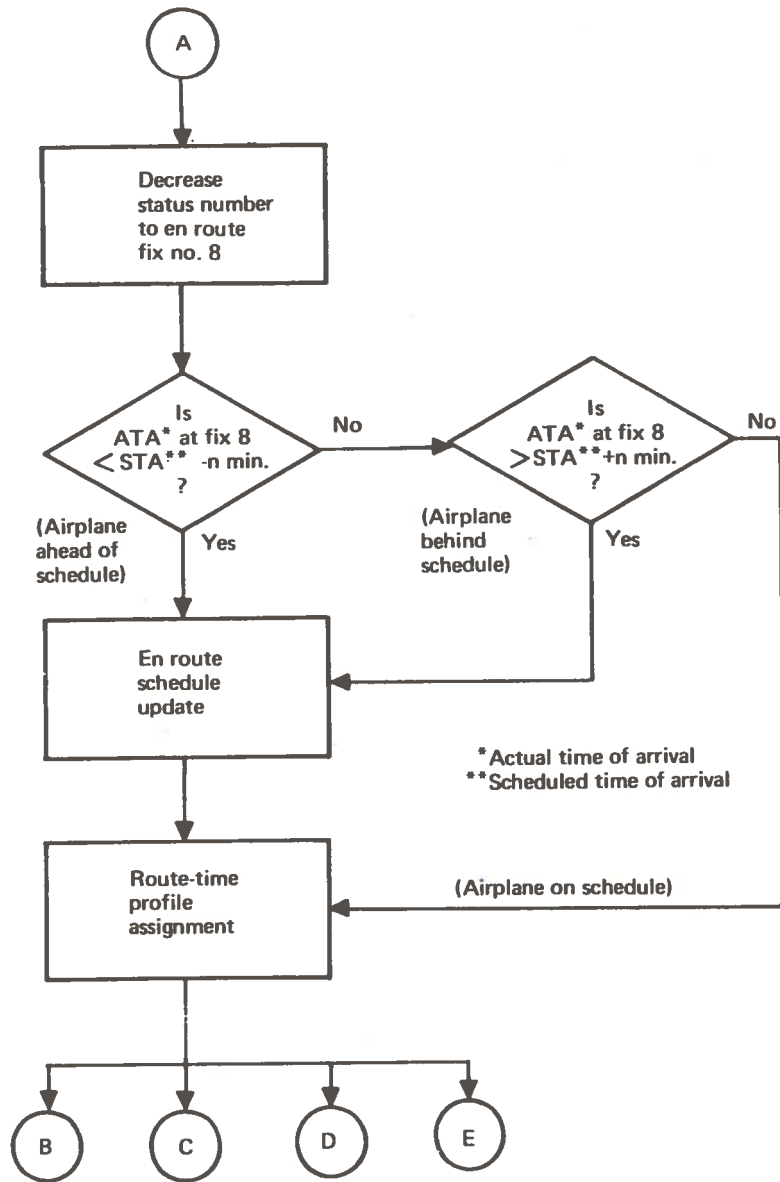 A
Decrease
status number
to en route
fix no. 8
Is
ATA* at fix 8
< STA** -n min.
?
No
Is
ATA* at fix 8
>STA**+n min.
?
No
(Airplane
ahead of
schedule)
Yes
(Airplane
behind
schedule)
Yes
En route
schedule
update
*Actual time of arrival
**Scheduled time of arrival
Route-time
profile
assignment
(Airplane on schedule)
B
C
D
E